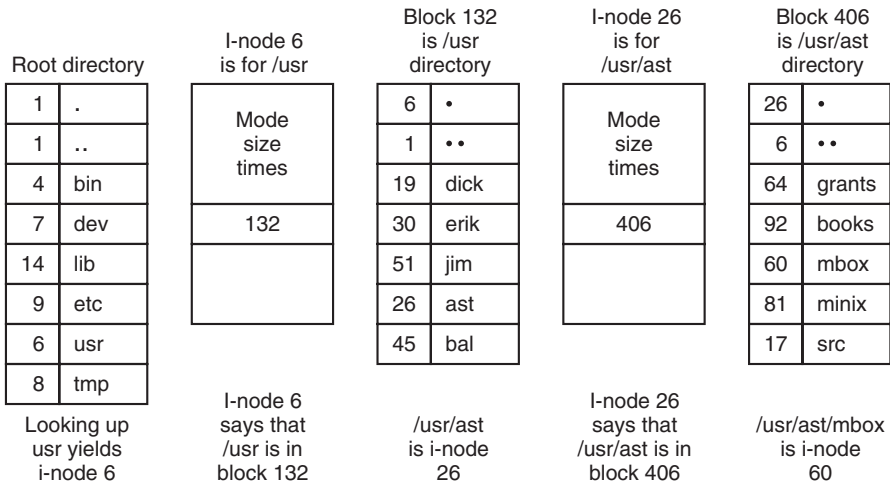 Root directory
1 .
1 ..
4 bin
7 dev
14 lib
9 etc
6 usr
8 tmp
Looking up
usr yields
i-node 6
I-node 6
is for /usr
Mode
size
times
132
I-node 6
says that
/usr is in
block 132
Block 132
is /usr
directory
6 •
1 ••
19 dick
30 erik
51 jim
26 ast
45 bal
/usr/ast
is i-node
26
I-node 26
is for
/usr/ast
Mode
size
times
406
I-node 26
says that
/usr/ast is in
block 406
Block 406
is /usr/ast
directory
26 •
6 ••
64 grants
92 books
60 mbox
81 minix
17 src
/usr/ast/mbox
is i-node
60